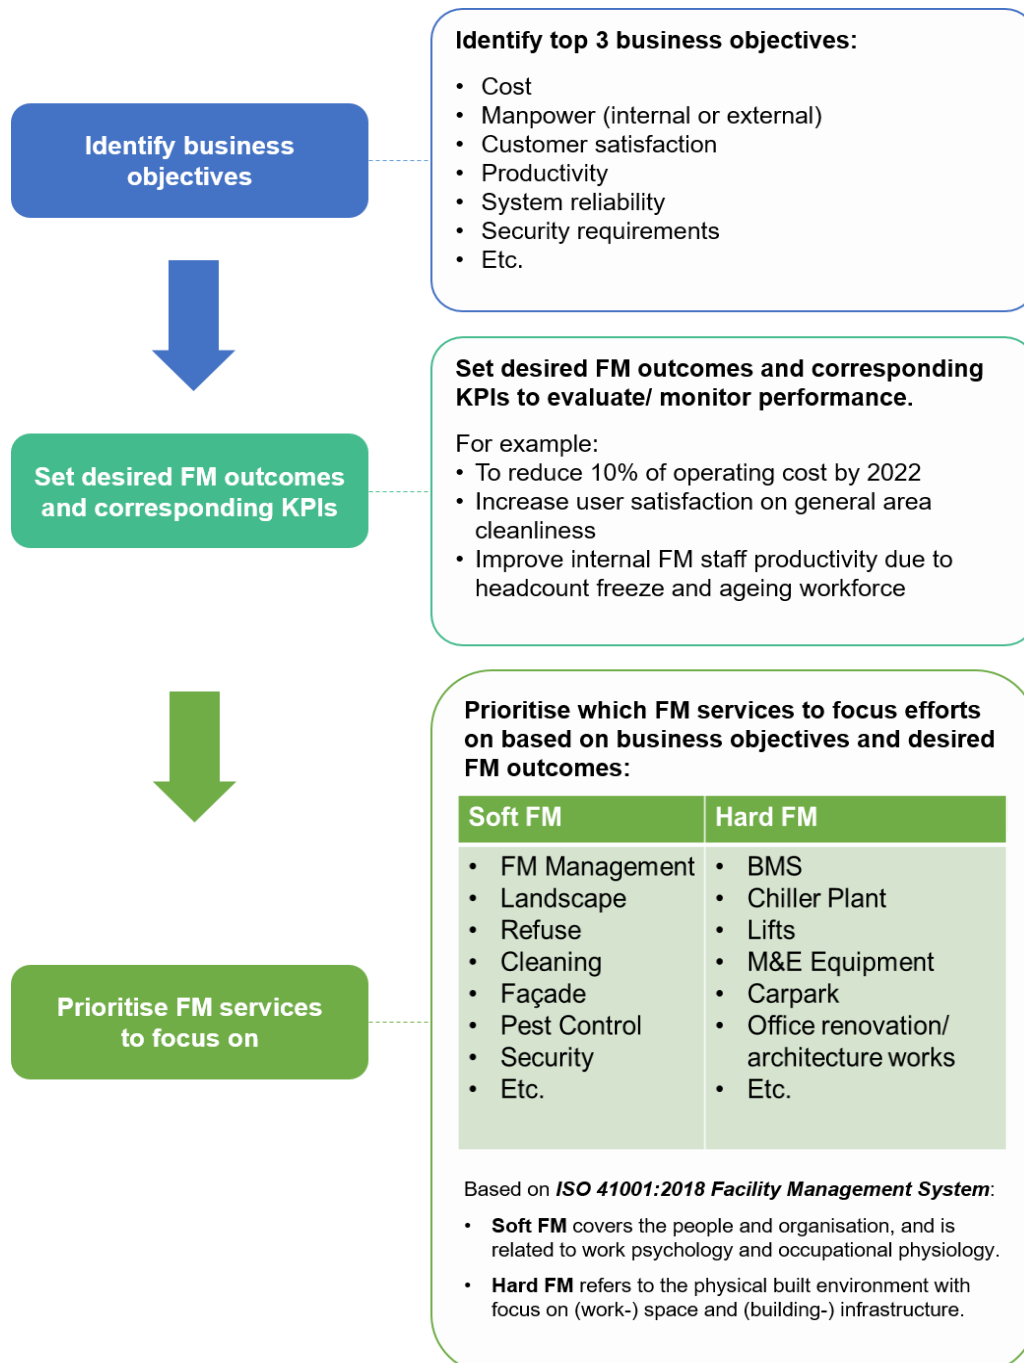 Identify business
objectives
Identify top 3 business objectives:
• Cost
• Manpower (internal or external)
• Customer satisfaction
• Productivity
• System reliability
• Security requirements
• Etc.
Set desired FM outcomes
and corresponding KPIs
Set desired FM outcomes and corresponding
KPIs to evaluate/ monitor performance.
For example:
• To reduce 10% of operating cost by 2022
• Increase user satisfaction on general area
cleanliness
• Improve internal FM staff productivity due to
headcount freeze and ageing workforce
Prioritise FM services
to focus on
Prioritise which FM services to focus efforts
on based on business objectives and desired
FM outcomes:
Soft FM
• FM Management
• Landscape
• Refuse
• Cleaning
• Façade
• Pest Control
• Security
• Etc.
Hard FM
• BMS
• Chiller Plant
• Lifts
• M&E Equipment
• Carpark
• Office renovation/
architecture works
• Etc.
Based on ISO 41001:2018 Facility Management System:
• Soft FM covers the people and organisation, and is
related to work psychology and occupational physiology.
• Hard FM refers to the physical built environment with
focus on (work-) space and (building-) infrastructure.